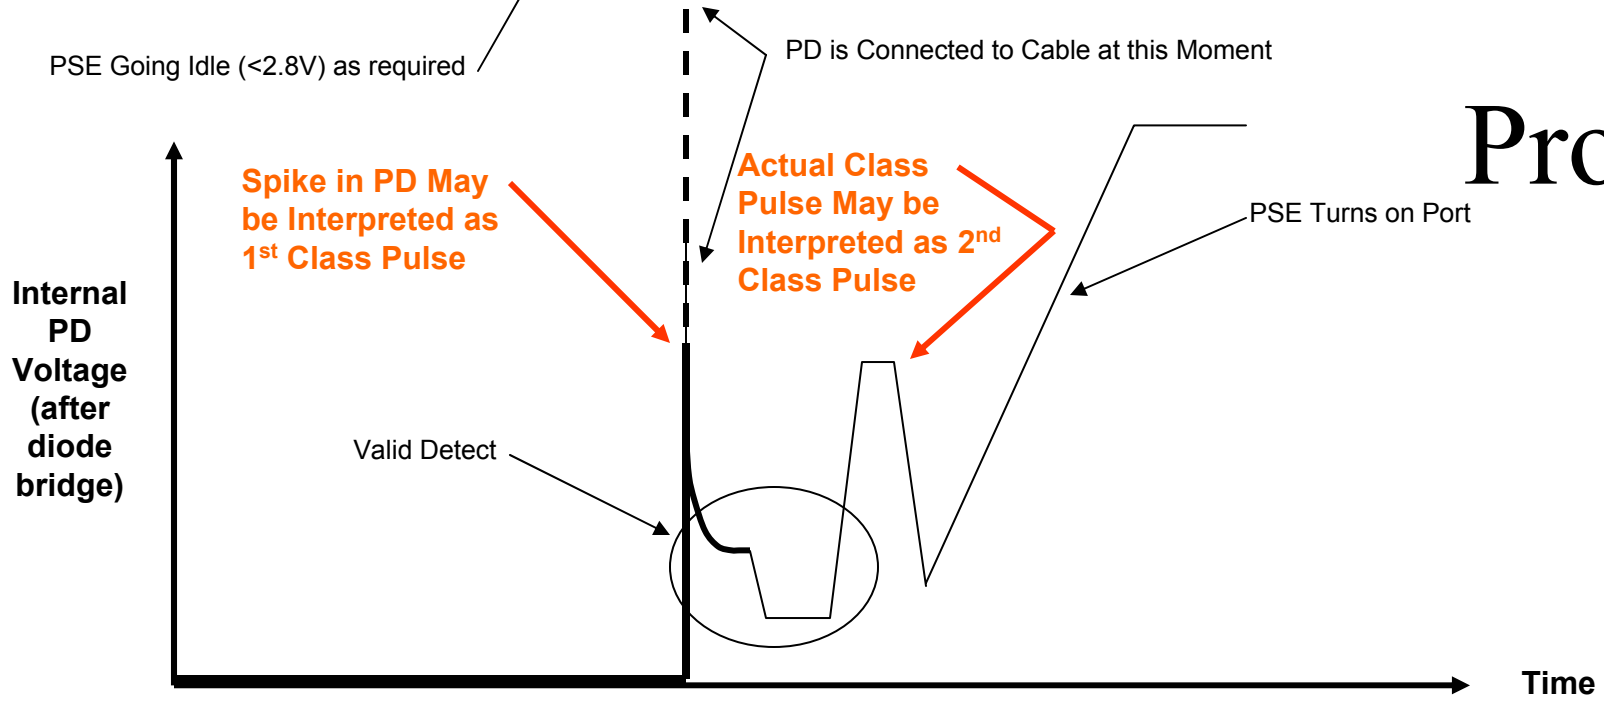 PSE Going Idle (<2.8V) as required
PD is Connected to Cable at this Moment
Pro
Spike in PD May
be Interpreted as
1st Class Pulse
Actual Class
Pulse May be
Interpreted as 2nd
Class Pulse
PSE Turns on Port
Internal
PD
Voltage
(after
diode
bridge)
Valid Detect
Time